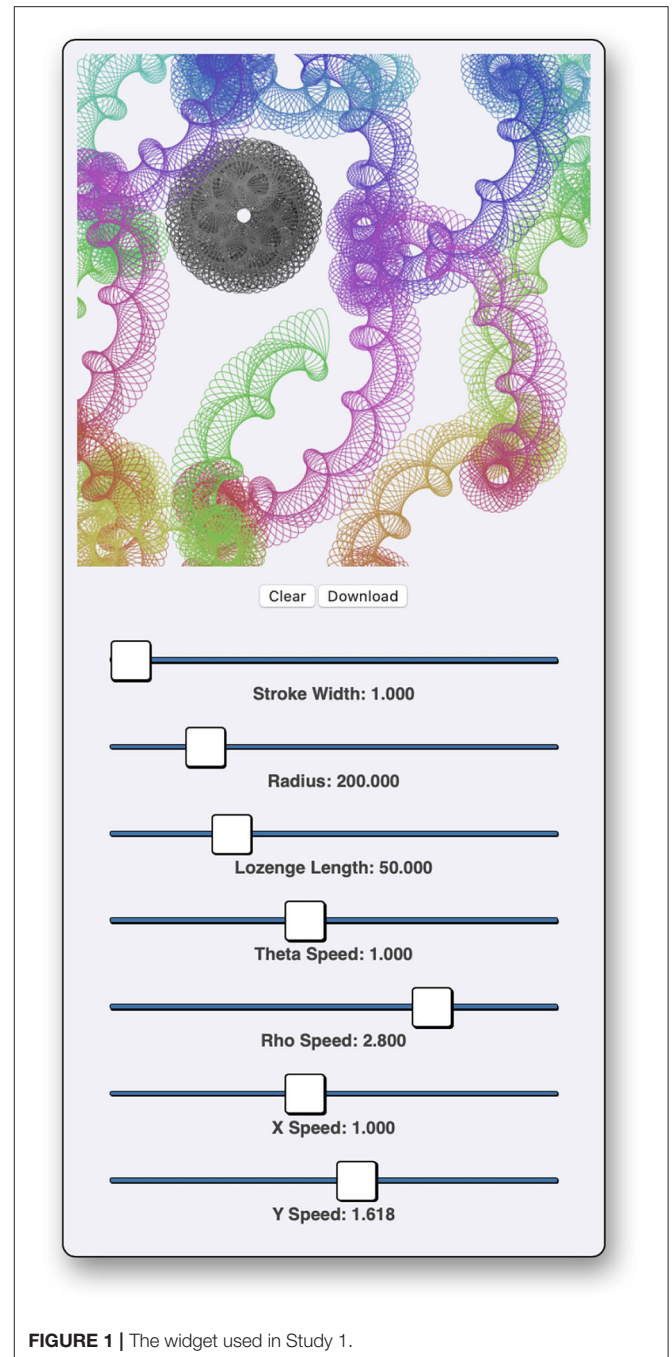 Clear Download
Stroke Width: 1.000
Radius: 200.000
Lozenge Length: 50.000
Theta Speed: 1.000
Rho Speed: 2.800
X Speed: 1.000
Y Speed: 1.618
FIGURE 1 | The widget used in Study 1.